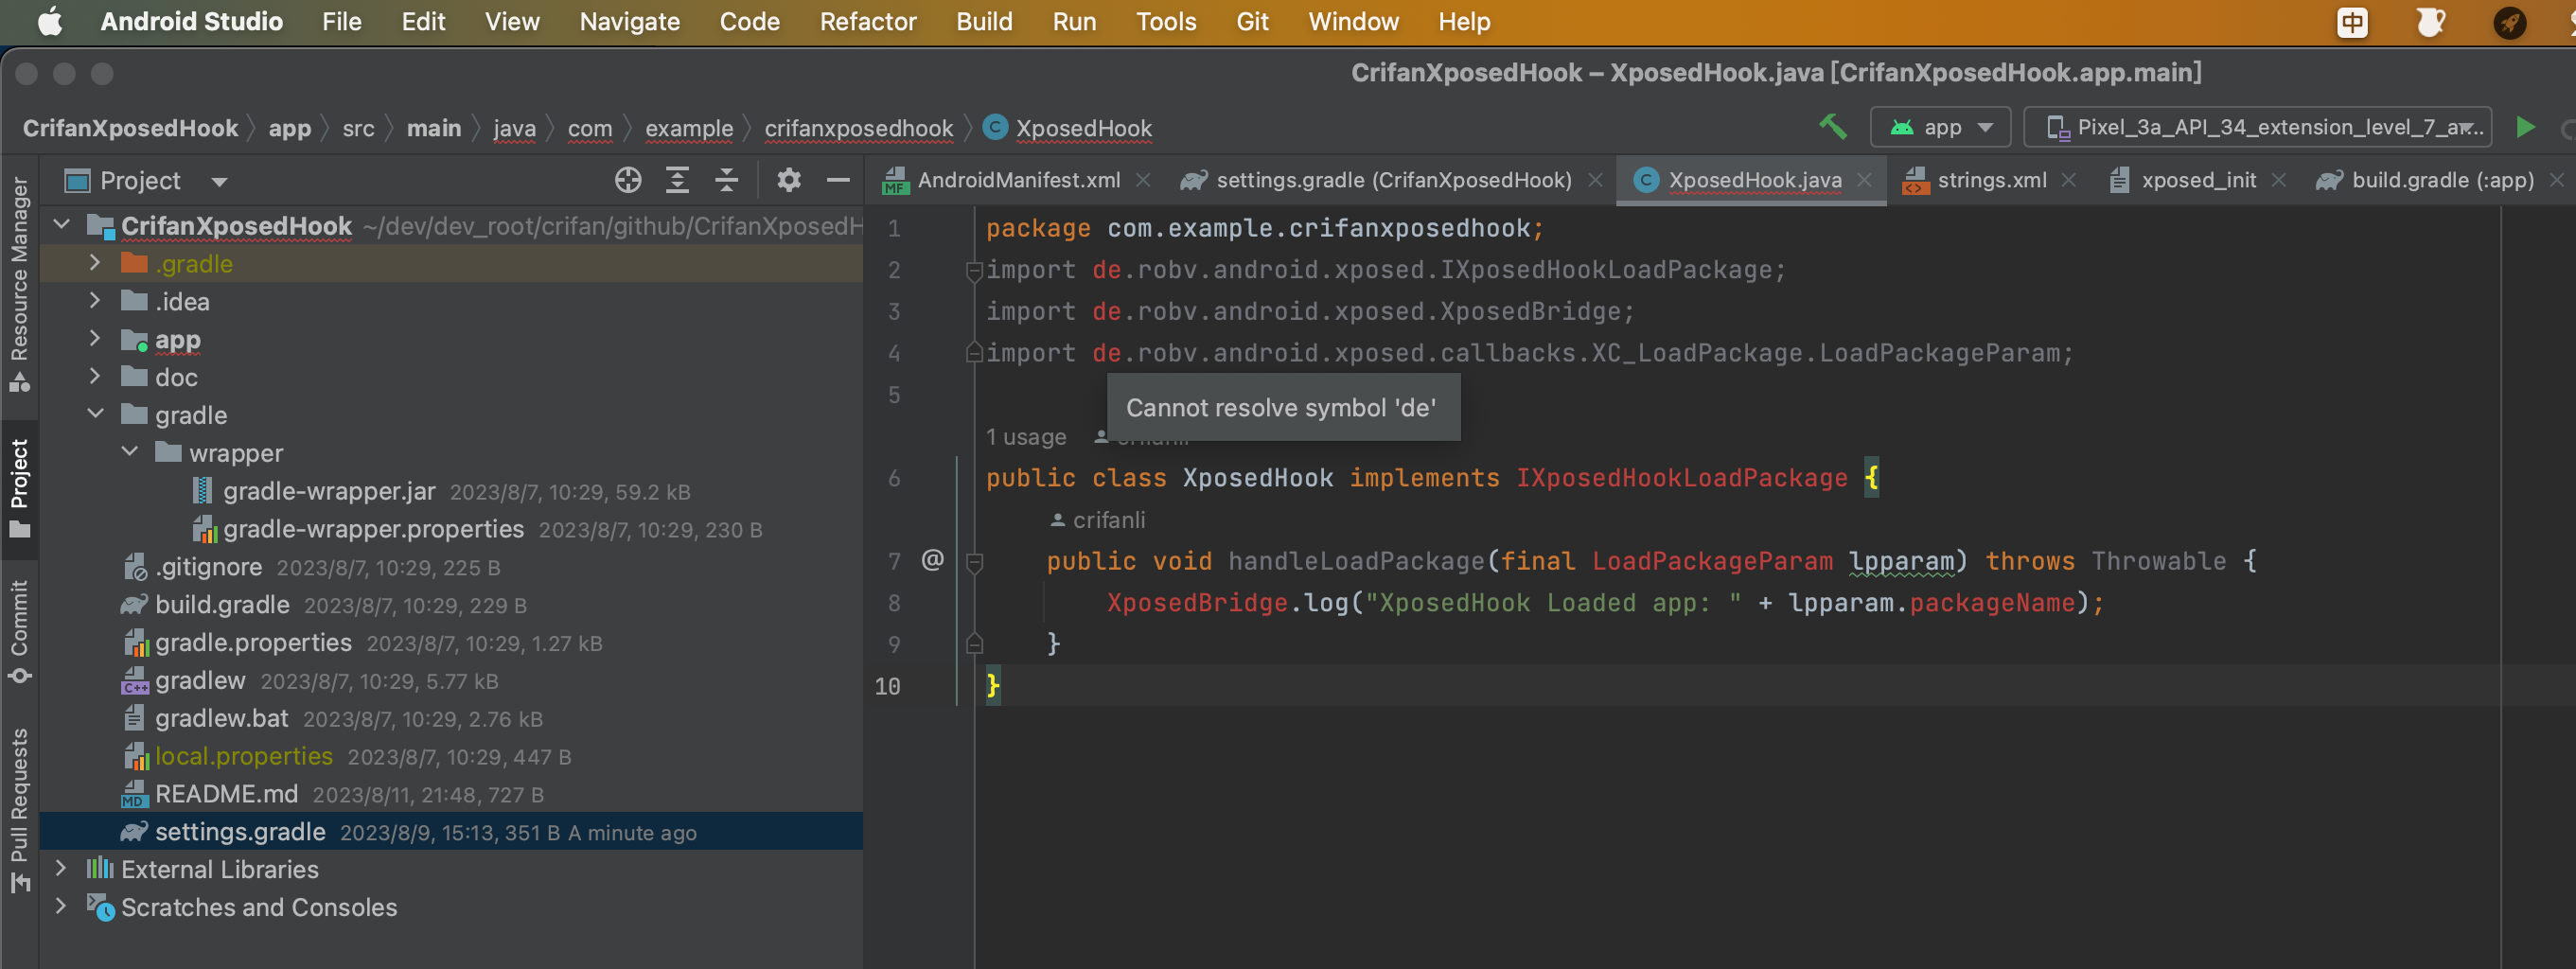 Android Studio File Edit View Navigate Code Refactor Build Run Tools Git Window Help 中
CrifanXposedHook – XposedHook.java [CrifanXposedHook.app.main]
CrifanXposedHook app src main java com example crifanxposedhook C XposedHook app Pixel_3a_API_34_extension_level_7_ar...
Project
MF AndroidManifest.xml settings.gradle (CrifanXposedHook) C XposedHook.java strings.xml xposed_init build.gradle (:app)
Resource Manager
Project
Commit
Pull Requests
CrifanXposedHook ~/dev/dev_root/crifan/github/CrifanXposedH
.gradle
.idea
app
doc
gradle
wrapper
gradle-wrapper.jar 2023/8/7, 10:29, 59.2 kB
gradle-wrapper.properties 2023/8/7, 10:29, 230 B
.gitignore 2023/8/7, 10:29, 225 B
build.gradle 2023/8/7, 10:29, 229 B
gradle.properties 2023/8/7, 10:29, 1.27 kB
C++ gradlew 2023/8/7, 10:29, 5.77 kB
gradlew.bat 2023/8/7, 10:29, 2.76 kB
local.properties 2023/8/7, 10:29, 447 B
MD README.md 2023/8/11, 21:48, 727 B
settings.gradle 2023/8/9, 15:13, 351 B A minute ago
External Libraries
Scratches and Consoles
1 package com.example.crifanxposedhook;
2 import de.robv.android.xposed.IXposedHookLoadPackage;
3 import de.robv.android.xposed.XposedBridge;
4 import de.robv.android.xposed.callbacks.XC_LoadPackage.LoadPackageParam;
5
Cannot resolve symbol 'de'
1 usage crifanli
6 public class XposedHook implements IXposedHookLoadPackage {
crifanli
7 @ public void handleLoadPackage(final LoadPackageParam lpparam) throws Throwable {
8 XposedBridge.log("XposedHook Loaded app: " + lpparam.packageName);
9 }
10 }